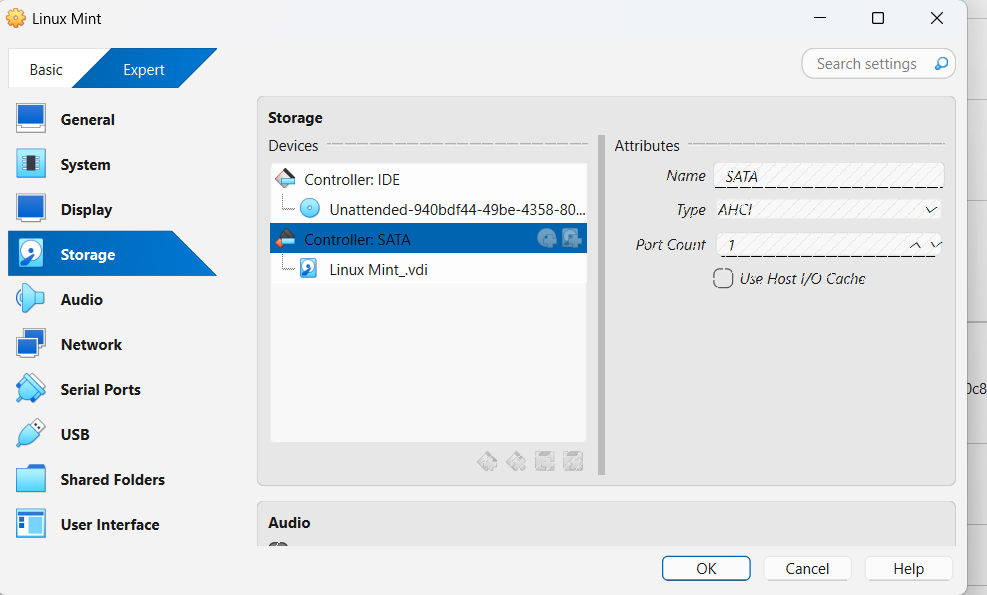 Linux Mint
Basic
Expert
Search settings
General
System
Display
Storage
Audio
Network
Serial Ports
USB
Shared Folders
User Interface
Storage
Devices
Controller: IDE
Unattended-940bdf44-49be-4358-80...
Controller: SATA
Linux Mint_.vdi
Attributes
Name SATA
Type AHCI
Port Count 1
Use Host I/O Cache
0c8
Audio
OK
Cancel
Help